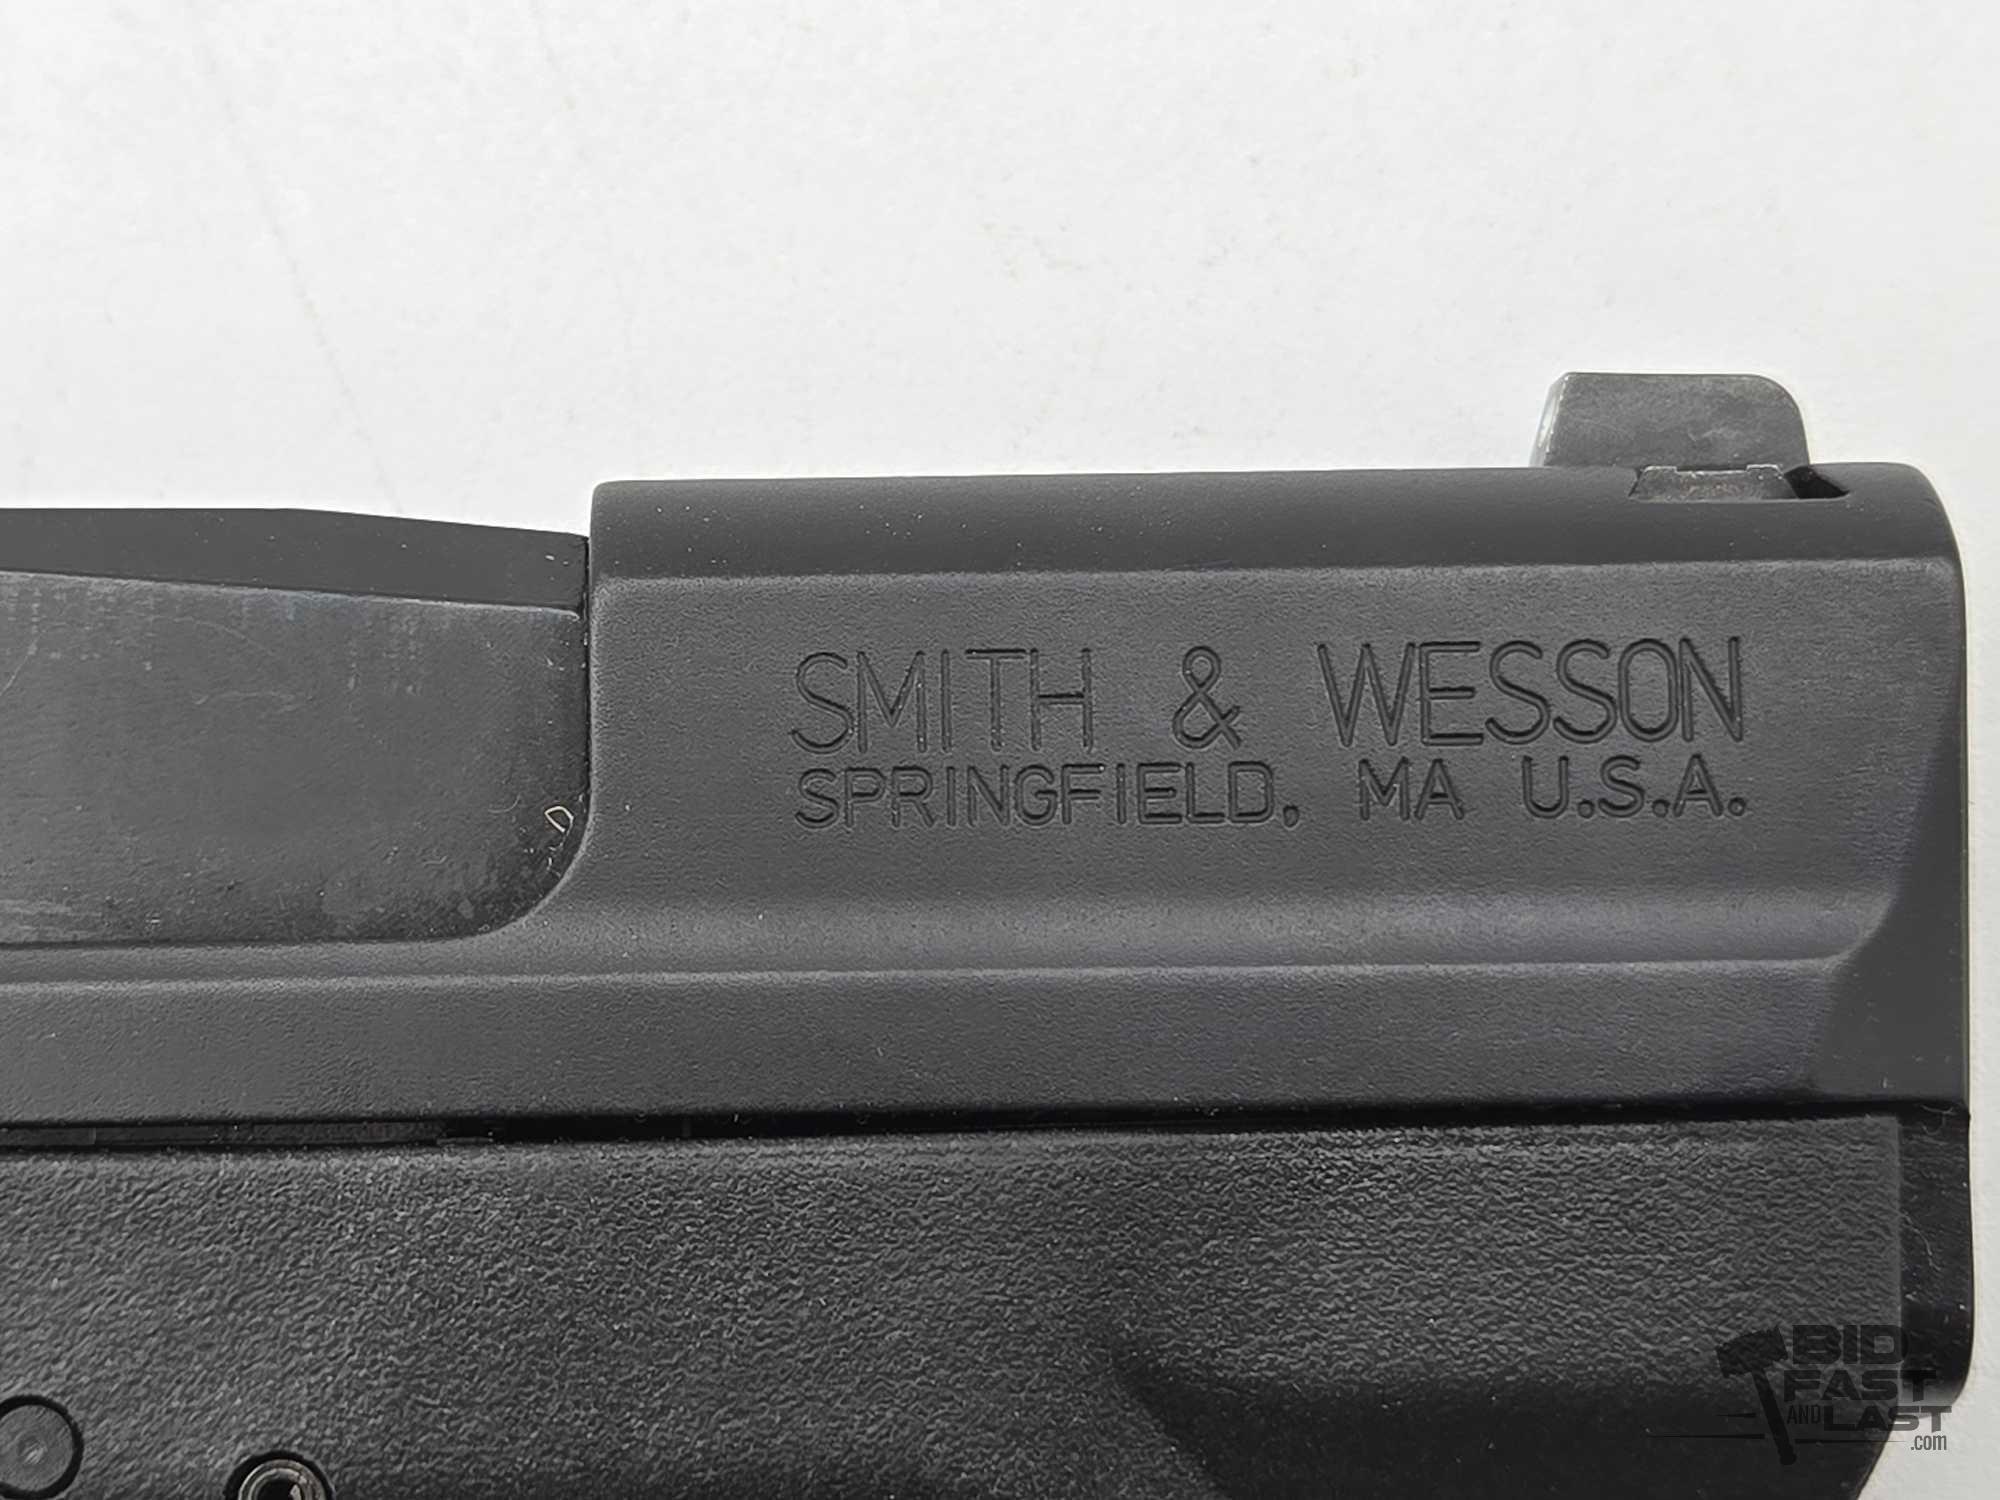 SMITH & WESSON
SPRINGFIELD, MA U.S.A.
BID
FAST
AND LAST
.com